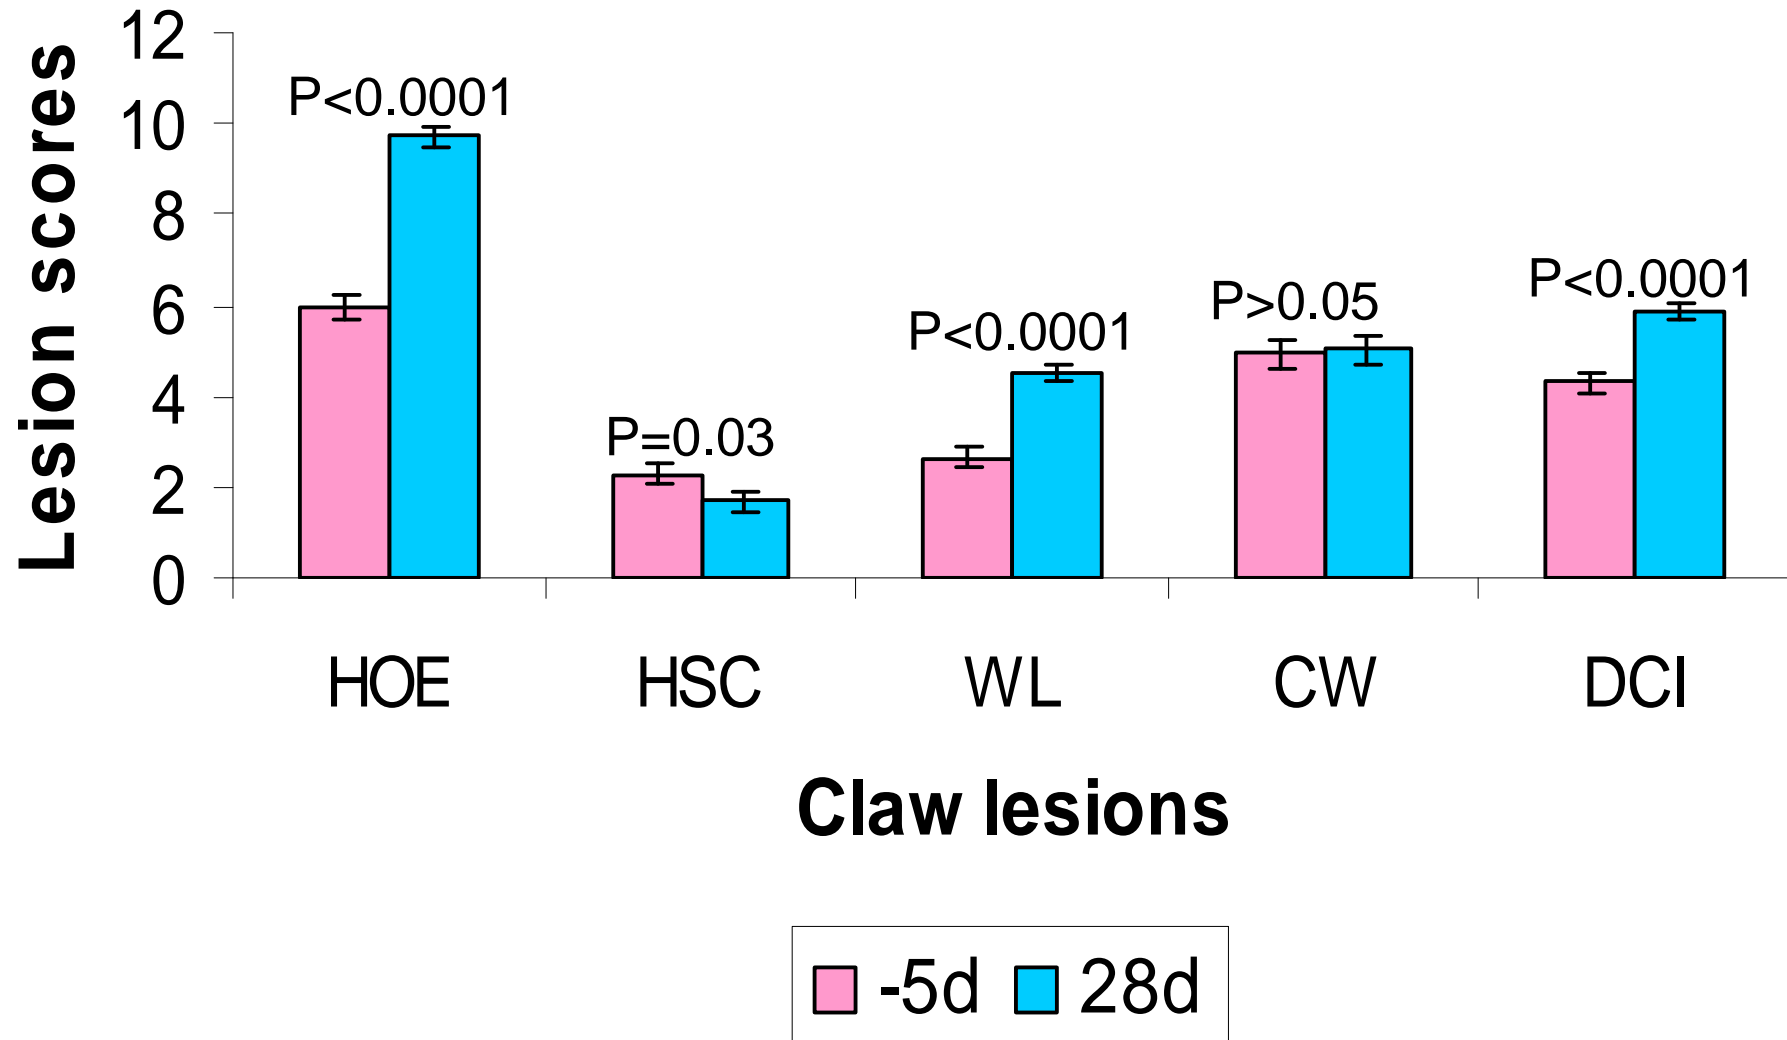 Lesion scores
12
10
8
6
4
2
0
P<0.0001
P=0.03
P<0.0001
P>0.05
P<0.0001
HOE HSC WL CW DCI
Claw lesions
-5d 28d